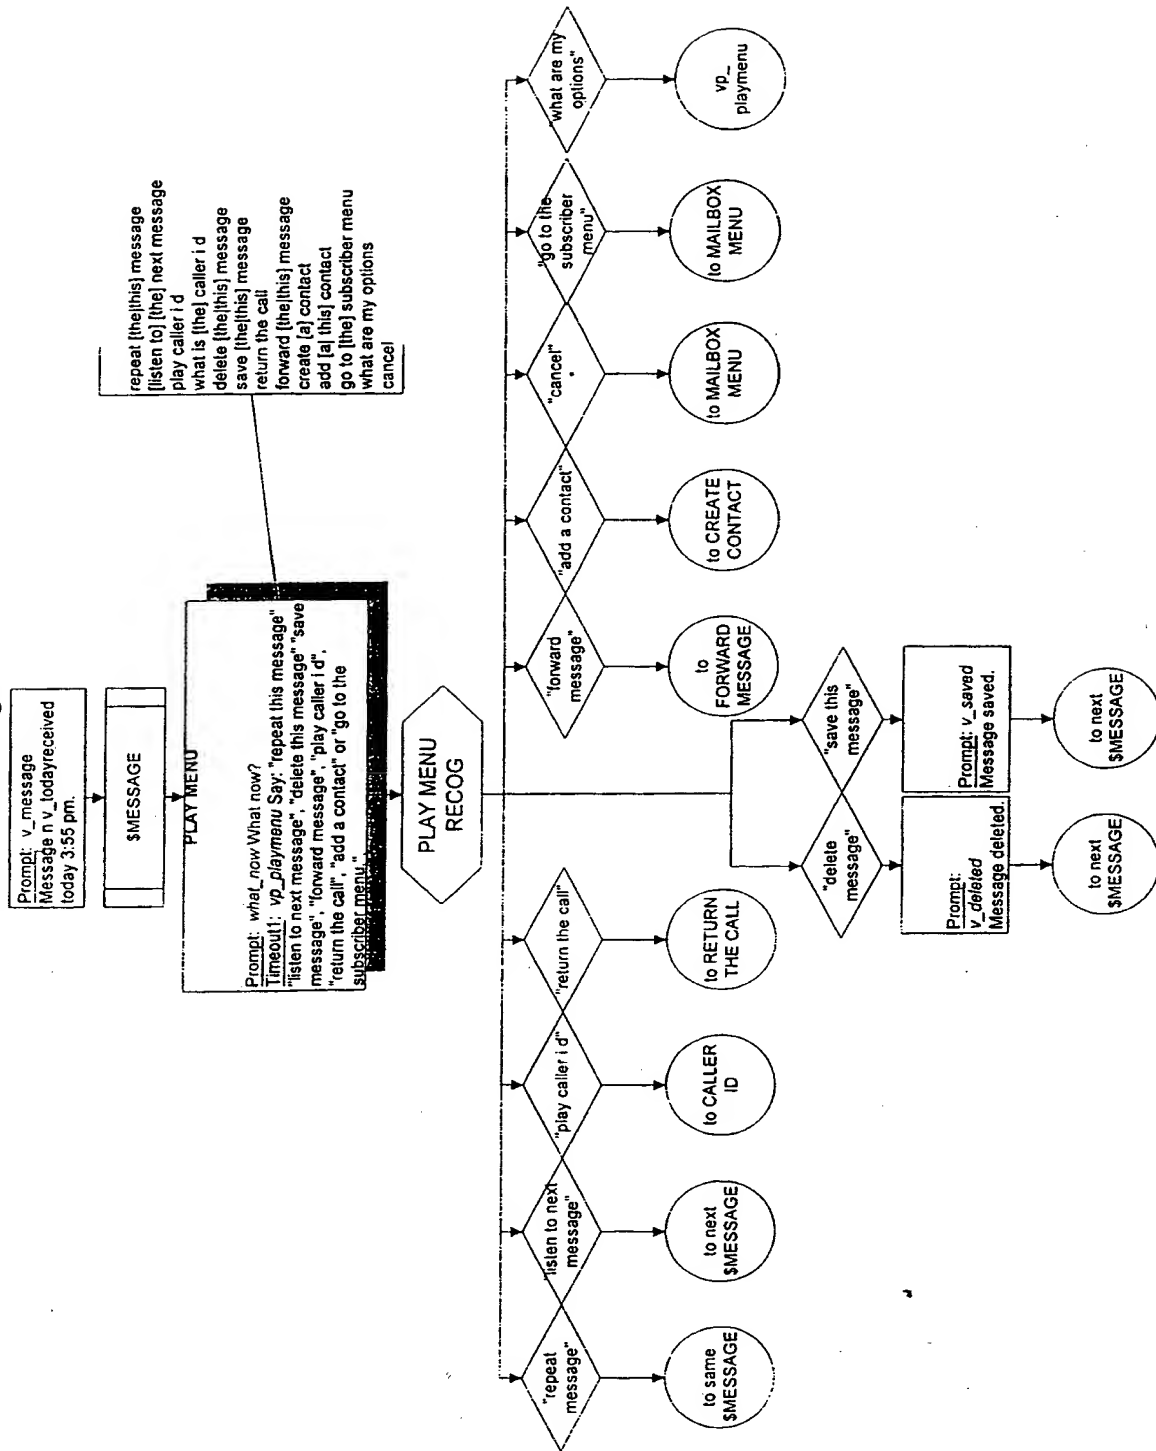 Prompt: v_message
Message n v_todayreceived
today 3:55 pm.
$MESSAGE
PLAY MENU
Prompt: what_now What now?
Timeout1: vp_playmenu Say: "repeat this message"
"listen to next message", "delete this message" "save
message", "forward message", "play caller i d",
"return the call", "add a contact" or "go to the
subscriber menu."
repeat [the|this] message
[listen to] [the] next message
play caller i d
what is [the] caller i d
delete [the|this] message
save [the|this] message
return the call
forward [the|this] message
create [a] contact
add [a| this] contact
go to [the] subscriber menu
what are my options
cancel
PLAY MENU
RECOG
"repeat
message"
"listen to next
message"
"play caller i d"
"return the call"
"forward
message"
"add a contact"
"cancel"
"go to the
subscriber
menu"
"what are my
options"
to same
$MESSAGE
to next
$MESSAGE
to CALLER
ID
to RETURN
THE CALL
to
FORWARD
MESSAGE
to CREATE
CONTACT
to MAILBOX
MENU
to MAILBOX
MENU
vp_
playmenu
"delete
message"
"save this
message"
Prompt:
v_deleted
Message deleted.
Prompt: v_saved
Message saved.
to next
$MESSAGE
to next
$MESSAGE